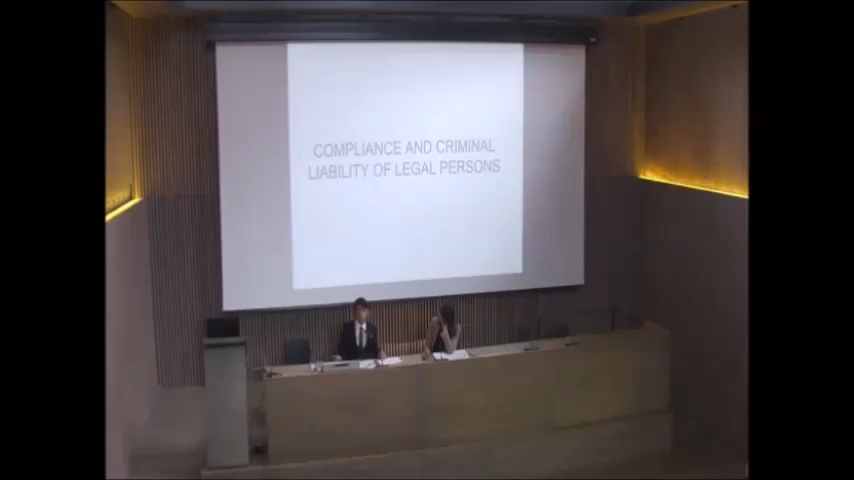 COMPLIANCE AND CRIMINAL
LIABILITY OF LEGAL PERSONS